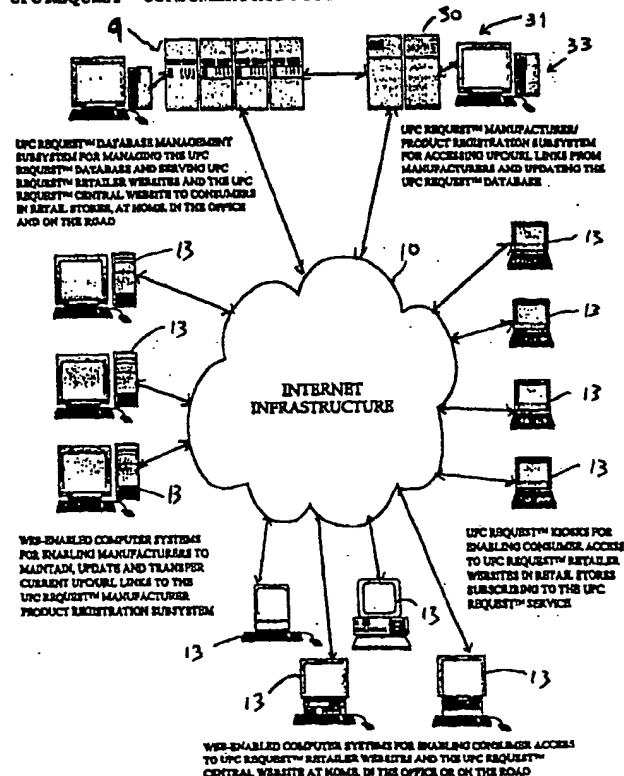 9
30
31
33
UPC REQUEST™ DATABASE MANAGEMENT
SUBSYSTEM FOR MANAGING THE UPC
REQUEST™ DATABASE AND SERVING UPC
REQUEST™ RETAILER WEBSITES AND THE UPC
REQUEST™ CENTRAL WEBSITE TO CONSUMERS
IN RETAIL STORES, AT HOME, IN THE OFFICE
AND ON THE ROAD
UPC REQUEST™ MANUFACTURER/
PRODUCT REGISTRATION SUBSYSTEM
FOR ACCESSING UPC/URL LINKS FROM
MANUFACTURERS AND UPDATING THE
UPC REQUEST™ DATABASE
13
13
13
10
INTERNET
INFRASTRUCTURE
13
13
13
13
WEB-ENABLED COMPUTER SYSTEMS
FOR ENABLING MANUFACTURERS TO
MAINTAIN, UPDATE AND TRANSFER
CURRENT UPC/URL LINKS TO THE
UPC REQUEST™ MANUFACTURER
PRODUCT REGISTRATION SUBSYSTEM
UPC REQUEST™ KIOSKS FOR
ENABLING CONSUMER ACCESS
TO UPC REQUEST™ RETAILER
WEBSITES IN RETAIL STORES
SUBSCRIBING TO THE UPC
REQUEST™ SERVICE
13
13
13
13
WEB-ENABLED COMPUTER SYSTEMS FOR ENABLING CONSUMER ACCESS
TO UPC REQUEST™ RETAILER WEBSITES AND THE UPC REQUEST™
CENTRAL WEBSITE AT HOME, IN THE OFFICE OR ON THE ROAD